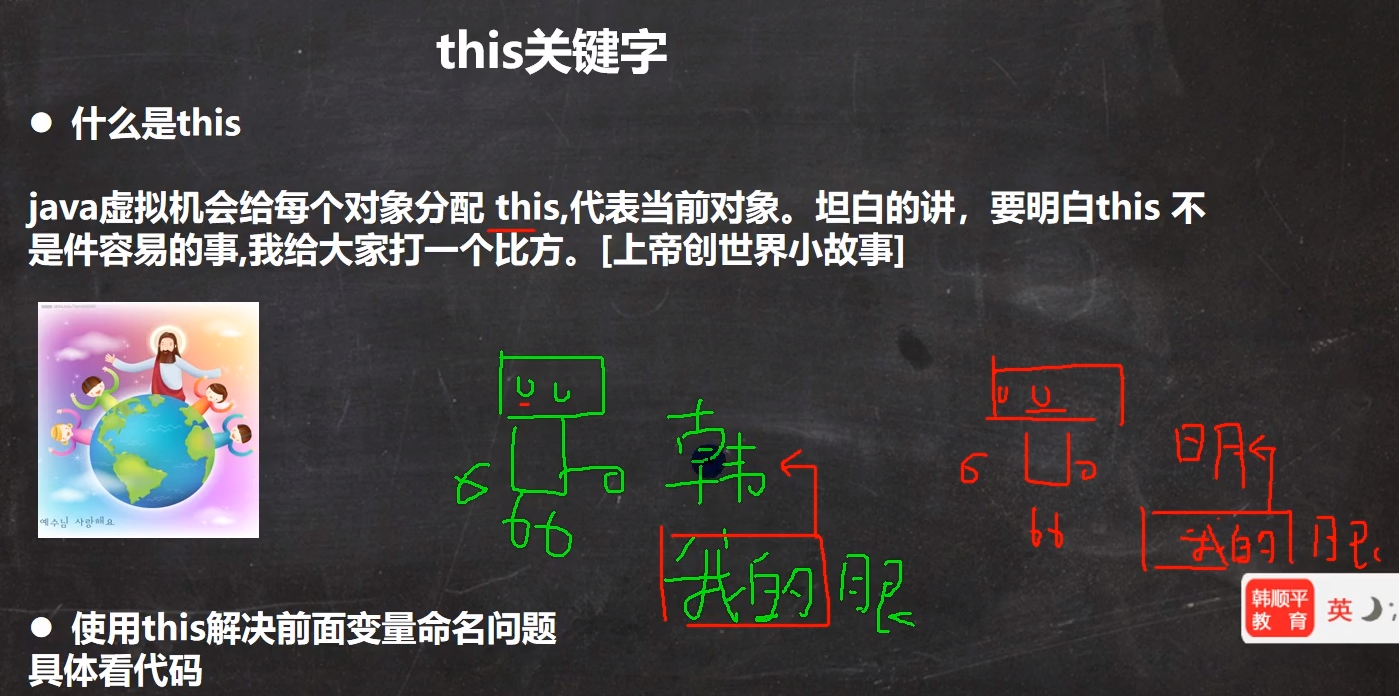 this关键字
● 什么是this
java虚拟机会给每个对象分配 this,代表当前对象。坦白的讲，要明白this 不
是件容易的事,我给大家打一个比方。[上帝创世界小故事]
예수님 사랑해요
韩
我的 眼
明
我的 眼
● 使用this解决前面变量命名问题
具体看代码
韩顺平
教 育
英